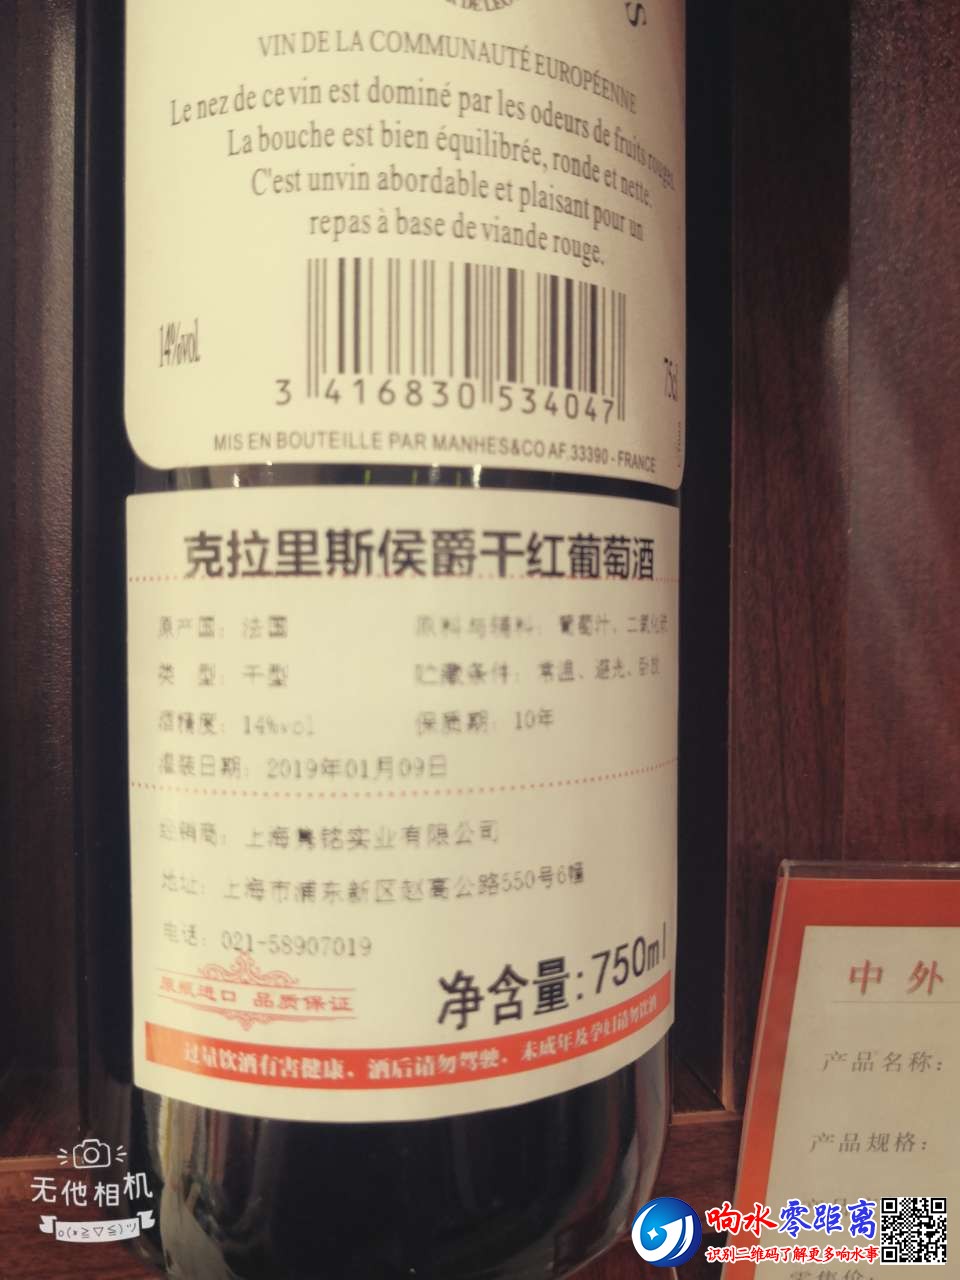 VIN DE LA COMMUNAUTÉ EUROPÉENNE
Le nez de ce vin est dominé par les odeurs de fruits rouges.
La bouche est bien équilibrée, ronde et nette.
C'est unvin abordable et plaisant pour un
repas à base de viande rouge.
14%vol
75cl
3 416830 534047
MIS EN BOUTEILLE PAR MANHES&CO AF.33390 - FRANCE
克拉里斯侯爵干红葡萄酒
原产国：法国 原料与辅料：葡萄汁、二氧化硫
类 型：干型 贮藏条件：常温、避光、卧放
酒精度：14%vol 保质期：10年
灌装日期：2019年01月09日
经销商：上海隽铭实业有限公司
地址：上海市浦东新区赵高公路550号6幢
电话：021-58907019
原瓶进口 品质保证
净含量:750ml
过量饮酒有害健康、酒后请勿驾驶、未成年及孕妇请勿饮酒
中外
产品名称：
产品规格：
无他相机
响水零距离
识别二维码了解更多响水事